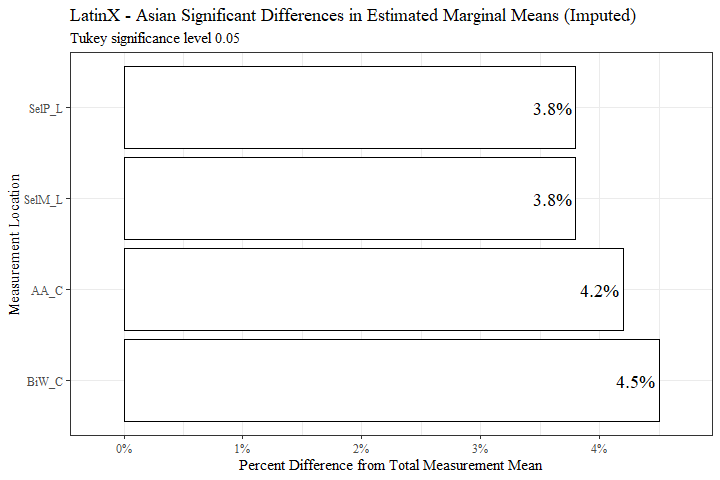 LatinX - Asian Significant Differences in Estimated Marginal Means (Imputed)
Tukey significance level 0.05
Measurement Location
SelP_L
3.8%
SelM_L
3.8%
AA_C
4.2%
BiW_C
4.5%
0% 1% 2% 3% 4%
Percent Difference from Total Measurement Mean